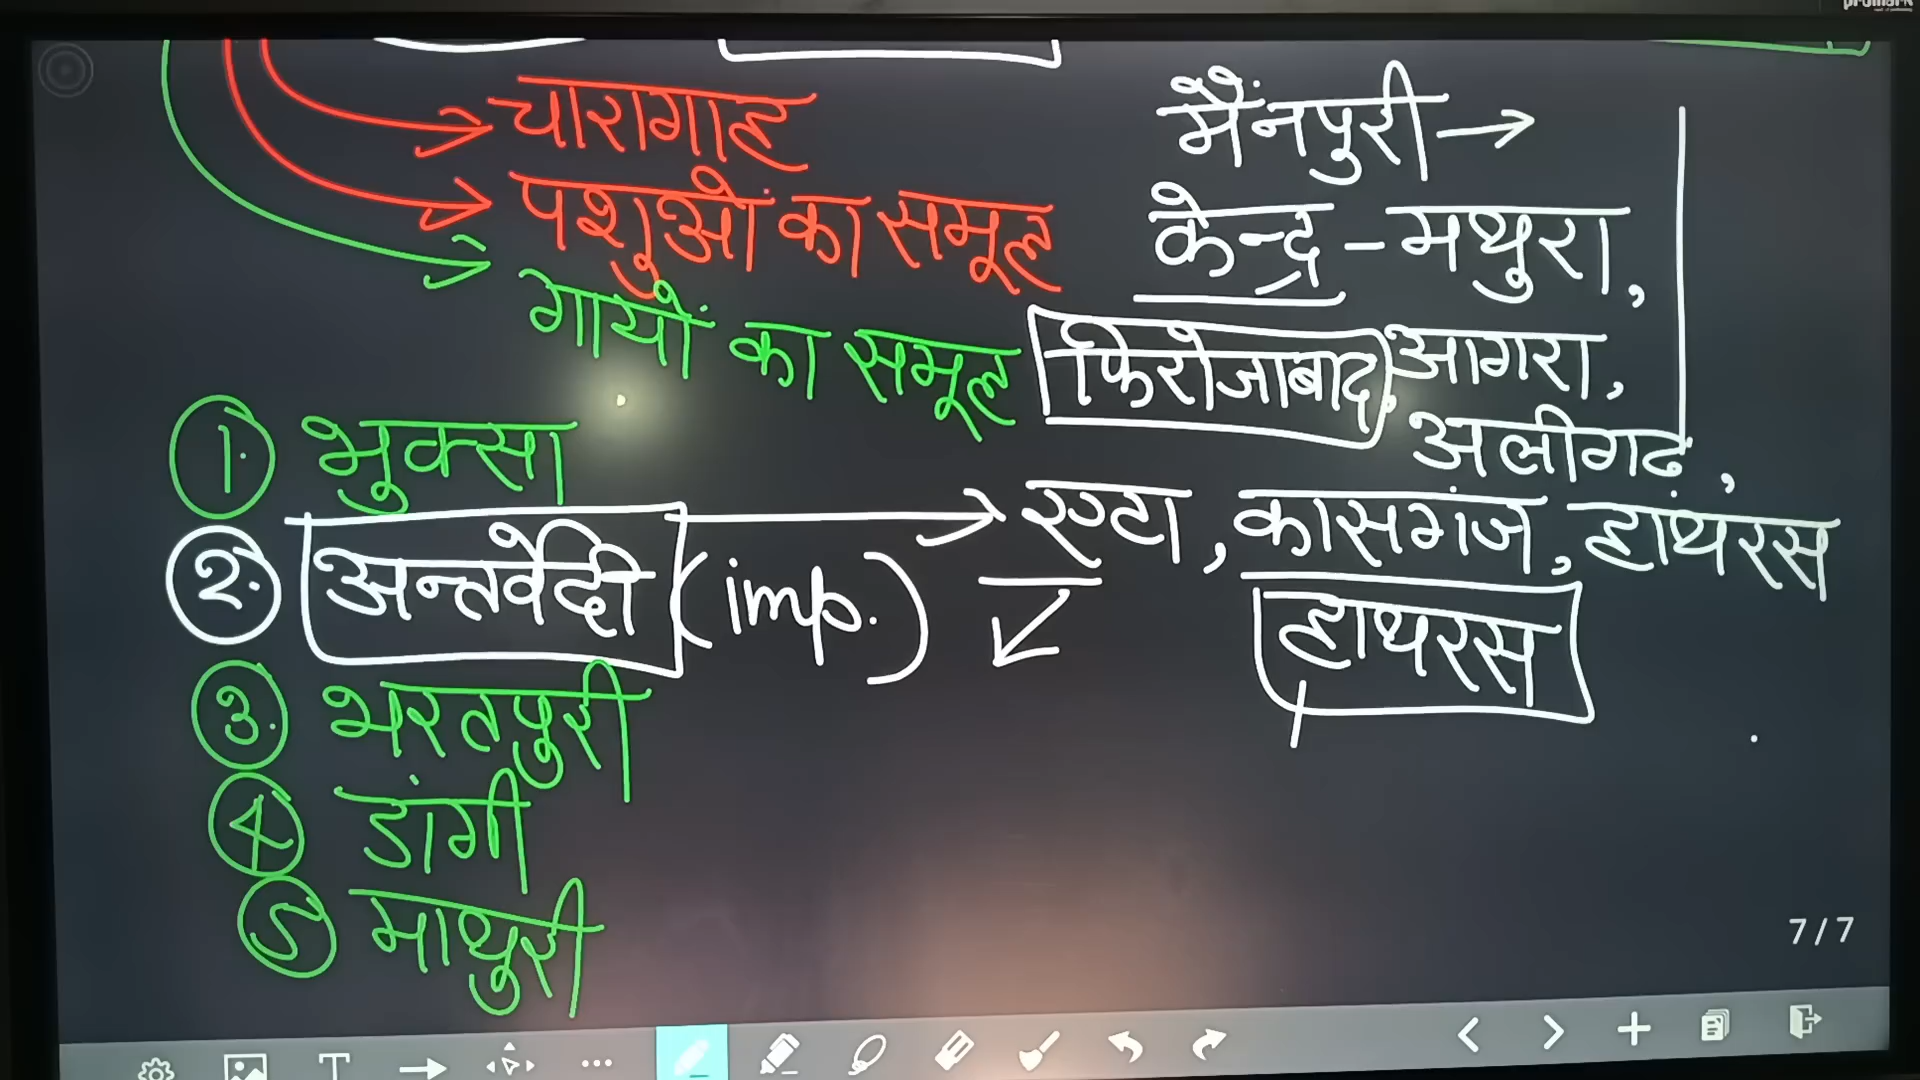 promark
चारागाह
पशुओं का समूह
गायों का समूह
मैंनपुरी →
केन्द्र - मथुरा,
फिरोजाबाद, आगरा,
अलीगढ,
① भुक्सा
② अन्तर्वेदी (imp.) → एटा, कासगंज, हांथरस
हाथरस
③ भरतपुरी
④ डांगी
⑤ माथुरी
7/7
T